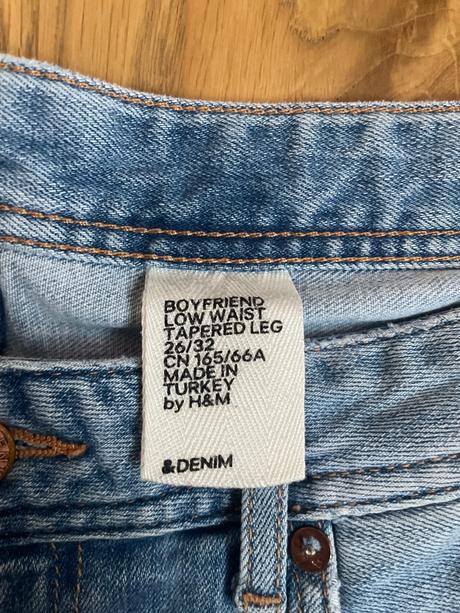 BOYFRIEND
LOW WAIST
TAPERED LEG
26/32
CN 165/66A
MADE IN
TURKEY
by H&M
&DENIM